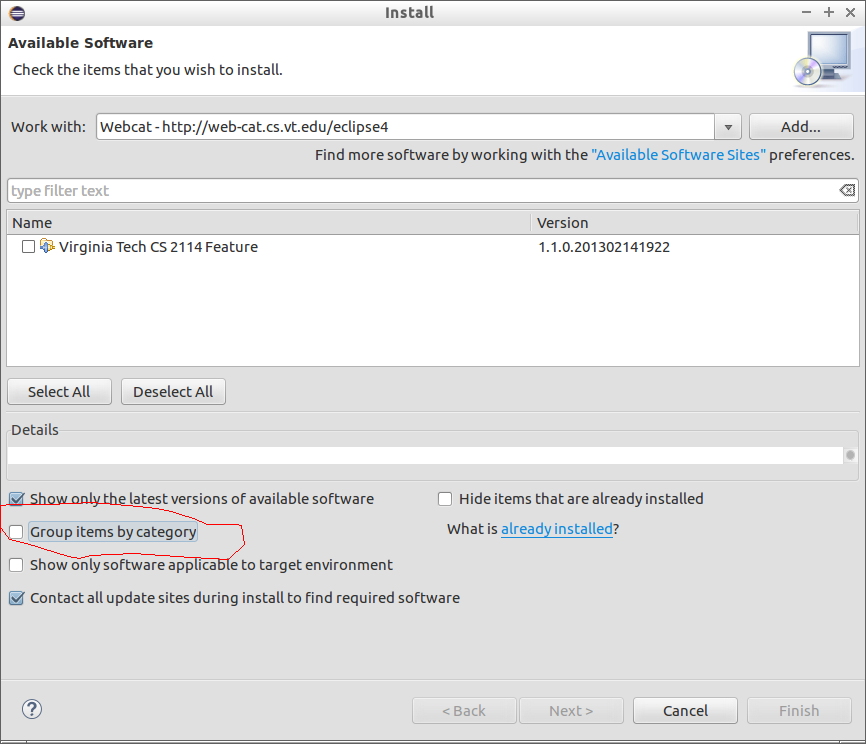 Install
Available Software
Check the items that you wish to install.
Work with: Webcat - http://web-cat.cs.vt.edu/eclipse4 Add...
Find more software by working with the "Available Software Sites" preferences.
type filter text
Name Version
Virginia Tech CS 2114 Feature 1.1.0.201302141922
Select All Deselect All
Details
Show only the latest versions of available software Hide items that are already installed
Group items by category What is already installed?
Show only software applicable to target environment
Contact all update sites during install to find required software
? < Back Next > Cancel Finish